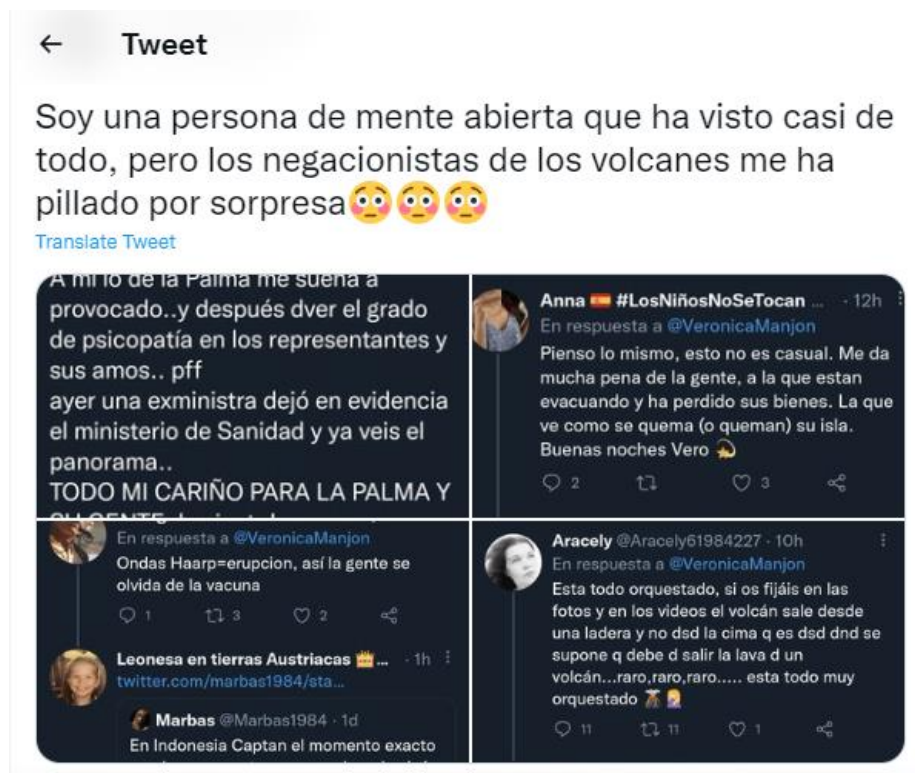 Tweet
Soy una persona de mente abierta que ha visto casi de
todo, pero los negacionistas de los volcanes me ha
pillado por sorpresa😳😳😳
Translate Tweet
A mi lo de la Palma me suena a
provocado..y después dver el grado
de psicopatía en los representantes y
sus amos.. pff
ayer una exministra dejó en evidencia
el ministerio de Sanidad y ya veis el
panorama..
TODO MI CARIÑO PARA LA PALMA Y
SU GENTE
Anna 🇪🇸 #LosNiñosNoSeTocan ... · 12h
En respuesta a @VeronicaManjon
Pienso lo mismo, esto no es casual. Me da
mucha pena de la gente, a la que estan
evacuando y ha perdido sus bienes. La que
ve como se quema (o queman) su isla.
Buenas noches Vero 💫
2 3
En respuesta a @VeronicaManjon
Ondas Haarp=erupcion, así la gente se
olvida de la vacuna
1 3 2
Leonesa en tierras Austriacas 👑... · 1h
twitter.com/marbas1984/sta...
Marbas @Marbas1984 · 1d
En Indonesia Captan el momento exacto
Aracely @Aracely61984227 · 10h
En respuesta a @VeronicaManjon
Esta todo orquestado, si os fijáis en las
fotos y en los videos el volcán sale desde
una ladera y no dsd la cima q es dsd dnd se
supone q debe d salir la lava d un
volcán...raro,raro,raro..... esta todo muy
orquestado 🌋🤦🏼‍♀️
11 11 1